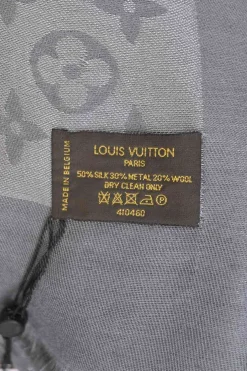 LOUIS VUITTON
PARIS
50% SILK 30% METAL 20% WOOL
DRY CLEAN ONLY
410460
MADE IN BELGIUM